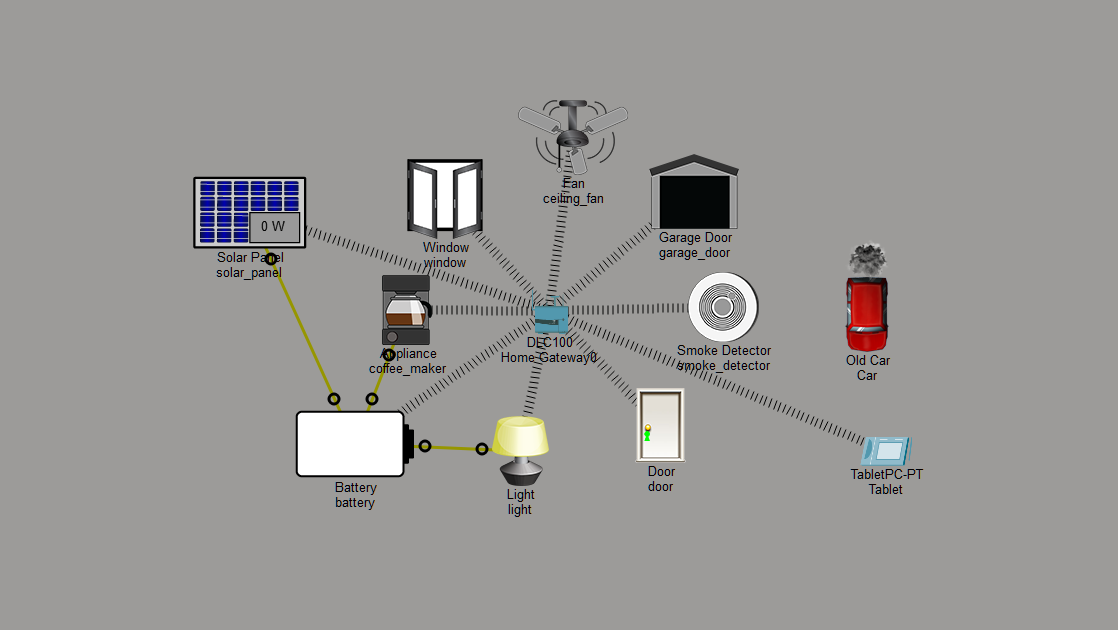 Fan
ceiling_fan
Window
window
Garage Door
garage_door
0 W
Solar Panel
solar_panel
DLC100
Home Gateway0
Appliance
coffee_maker
Smoke Detector
smoke_detector
Old Car
Car
Battery
battery
Light
light
Door
door
TabletPC-PT
Tablet